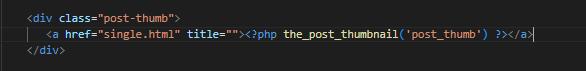 <div class="post-thumb">
<a href="single.html" title=""><?php the_post_thumbnail('post_thumb') ?></a>
</div>